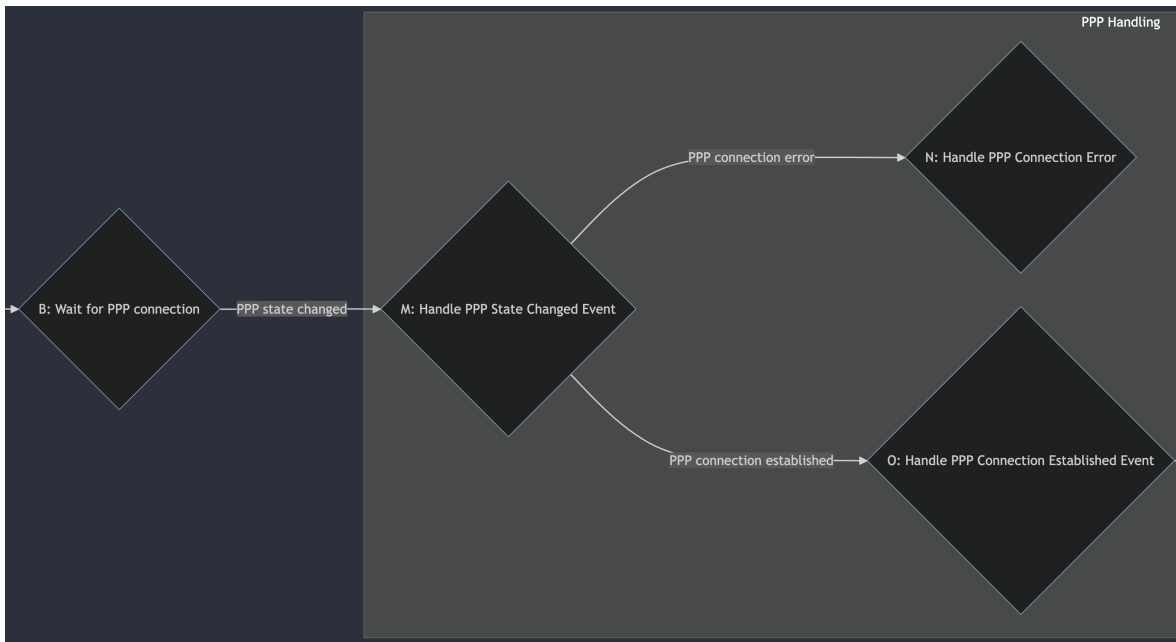 PPP Handling
PPP connection error
N: Handle PPP Connection Error
B: Wait for PPP connection
PPP state changed
M: Handle PPP State Changed Event
PPP connection established
O: Handle PPP Connection Established Event